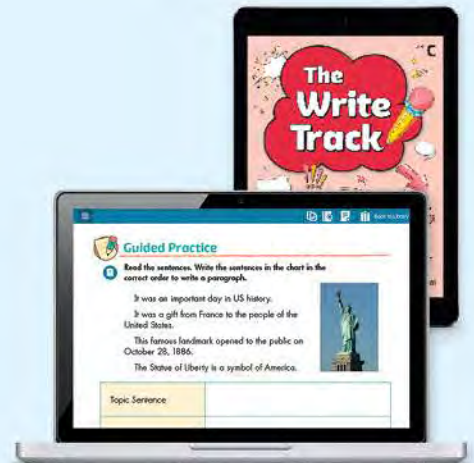 C
The
Write
Track
Guided Practice
Read the sentences. Write the sentences in the chart in the
correct order to write a paragraph.
It was an important day in US history.
It was a gift from France to the people of the
United States.
This famous landmark opened to the public on
October 28, 1886.
The Statue of Liberty is a symbol of America.
Topic Sentence